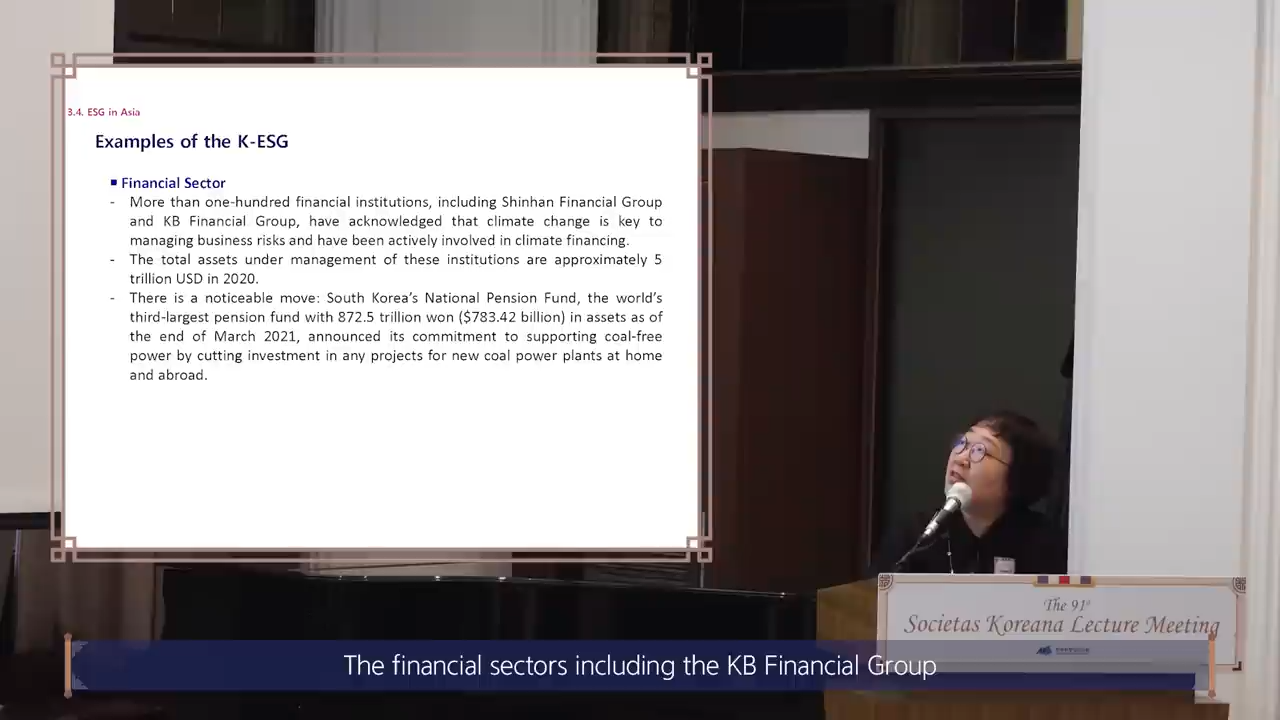 3.4. ESG in Asia
Examples of the K-ESG
▪ Financial Sector
- More than one-hundred financial institutions, including Shinhan Financial Group
and KB Financial Group, have acknowledged that climate change is key to
managing business risks and have been actively involved in climate financing.
- The total assets under management of these institutions are approximately 5
trillion USD in 2020.
- There is a noticeable move: South Korea's National Pension Fund, the world's
third-largest pension fund with 872.5 trillion won ($783.42 billion) in assets as of
the end of March 2021, announced its commitment to supporting coal-free
power by cutting investment in any projects for new coal power plants at home
and abroad.
The 91st
Societas Koreana Lecture Meeting
The financial sectors including the KB Financial Group